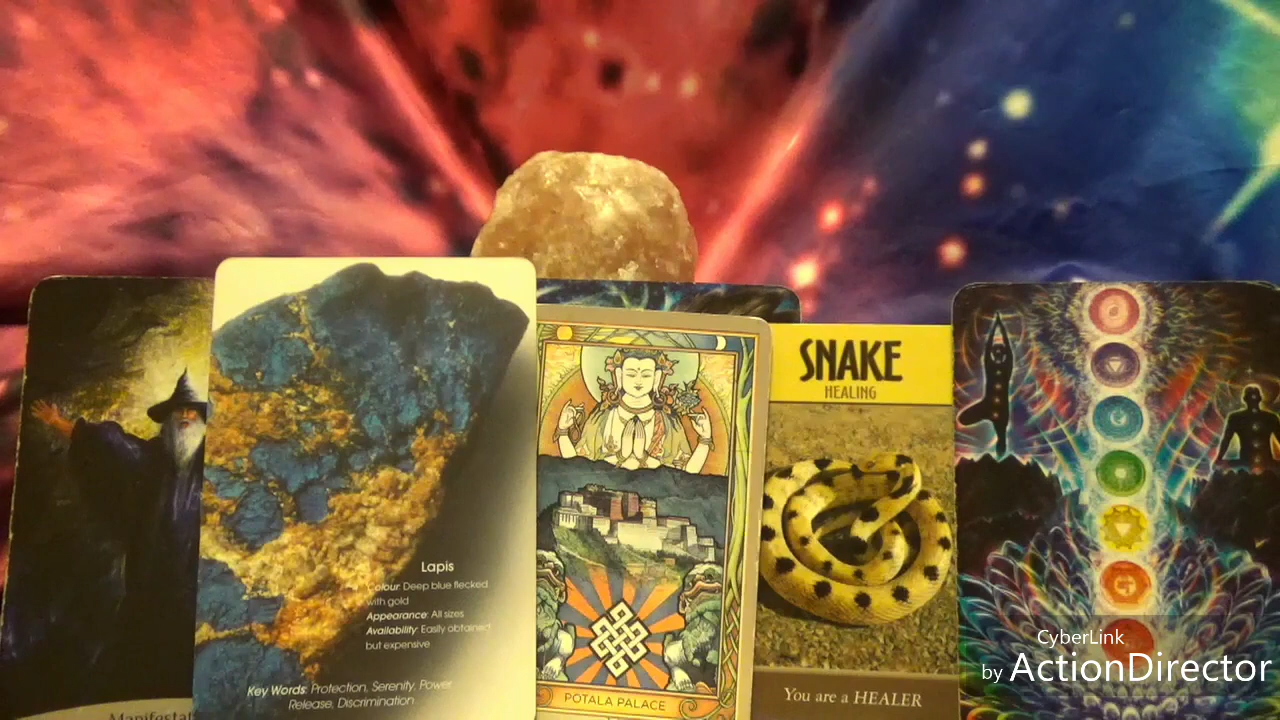 SNAKE
HEALING
Lapis
Colour: Deep blue flecked
with gold
Appearance: All sizes
Availability: Easily obtained
but expensive
Key Words: Protection, Serenity, Power
Release, Discrimination
POTALA PALACE
You are a HEALER
Manifestat
CyberLink
by ActionDirector